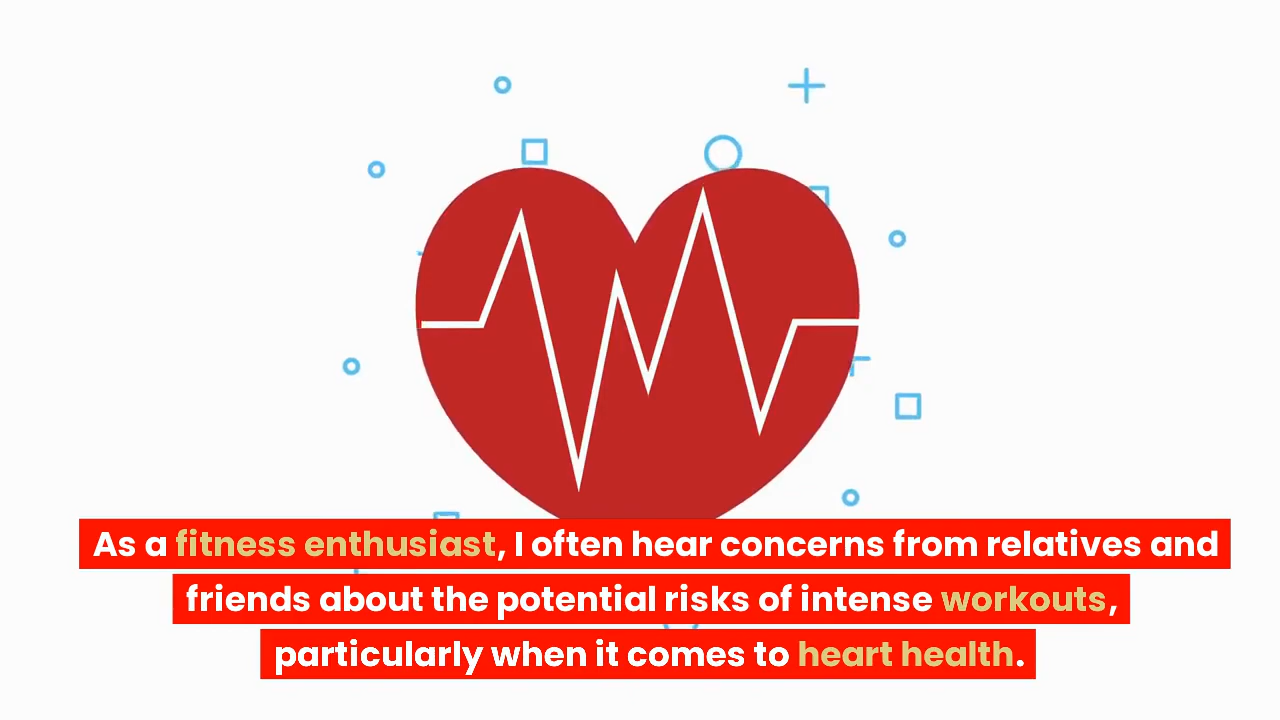 As a fitness enthusiast, I often hear concerns from relatives and
friends about the potential risks of intense workouts,
particularly when it comes to heart health.